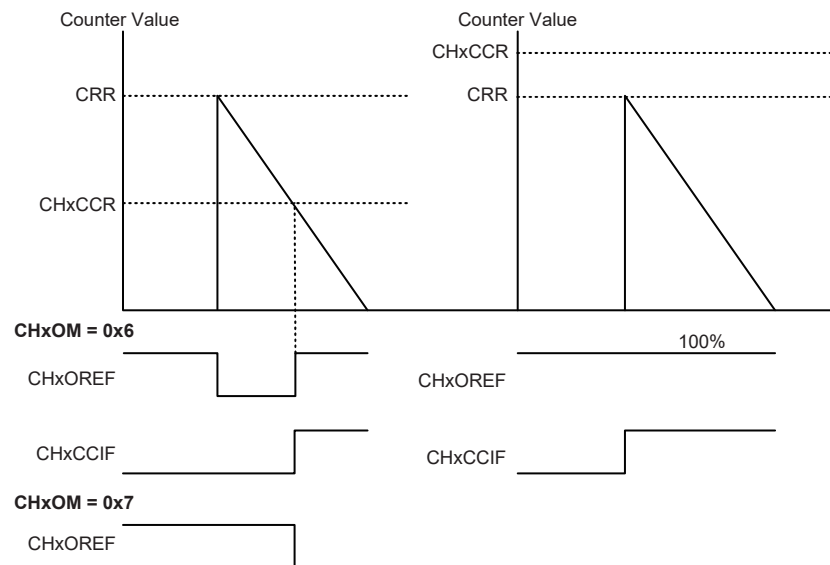 Counter Value
CRR
CHxCCR
Counter Value
CHxCCR
CRR
CHxOM = 0x6
CHxOREF
CHxCCIF
100%
CHxOREF
CHxCCIF
CHxOM = 0x7
CHxOREF